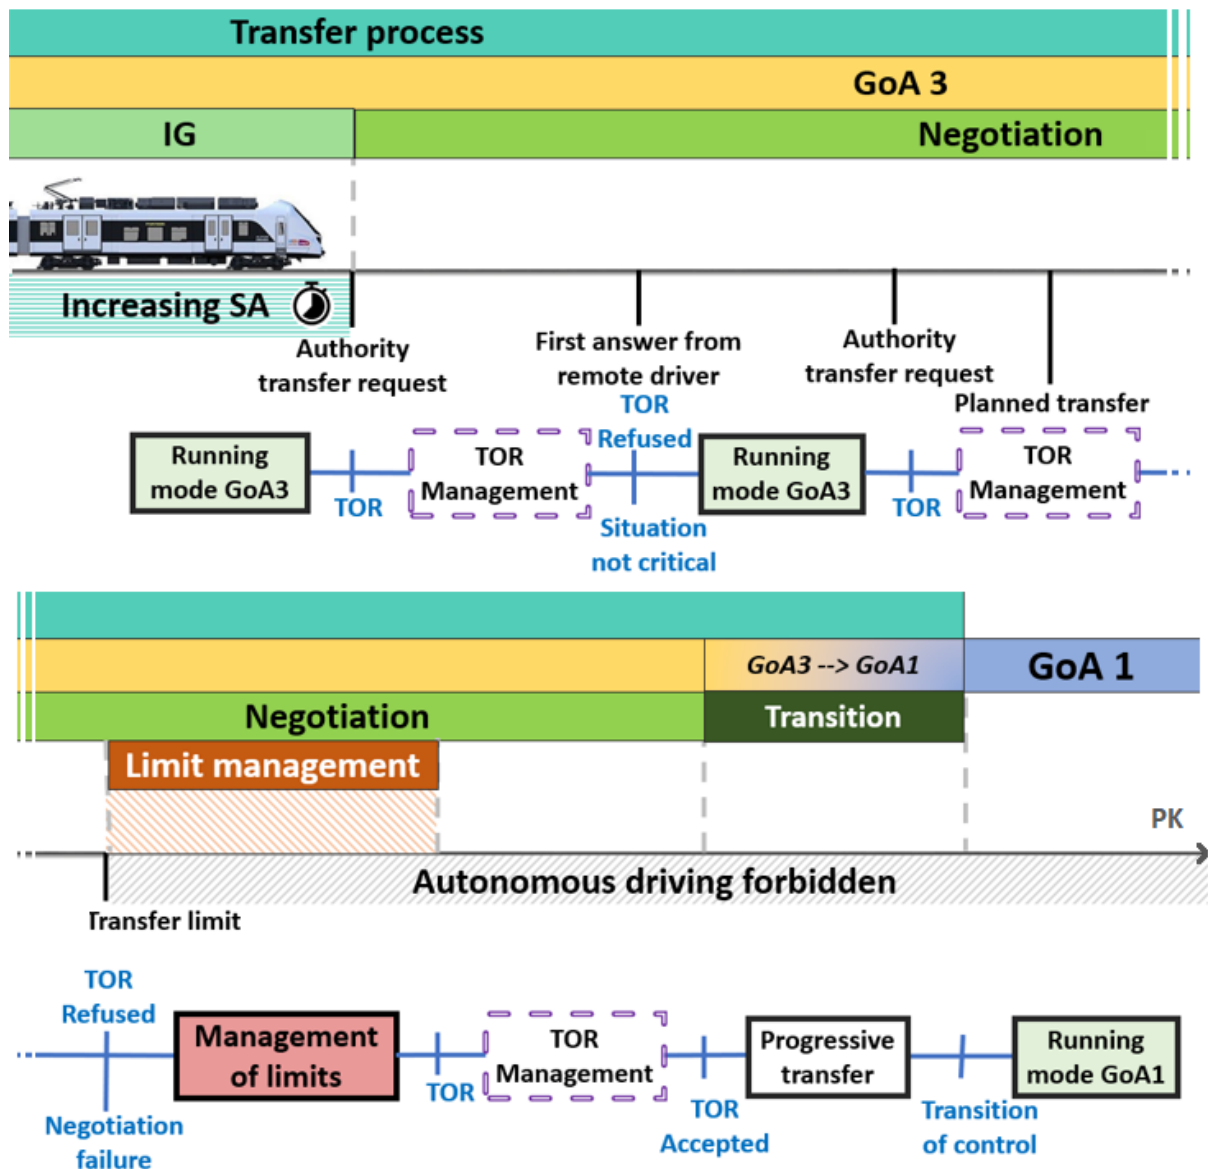 Transfer process
GoA 3
IG
Negotiation
Increasing SA
Authority
transfer request
First answer from
remote driver
Authority
transfer request
Planned transfer
Running
mode GoA3
TOR
TOR
Management
TOR
Refused
Situation
not critical
Running
mode GoA3
TOR
TOR
Management
GoA3 --> GoA1
GoA 1
Negotiation
Transition
Limit management
PK
Autonomous driving forbidden
Transfer limit
TOR
Refused
Negotiation
failure
Management
of limits
TOR
TOR
Management
TOR
Accepted
Progressive
transfer
Transition
of control
Running
mode GoA1